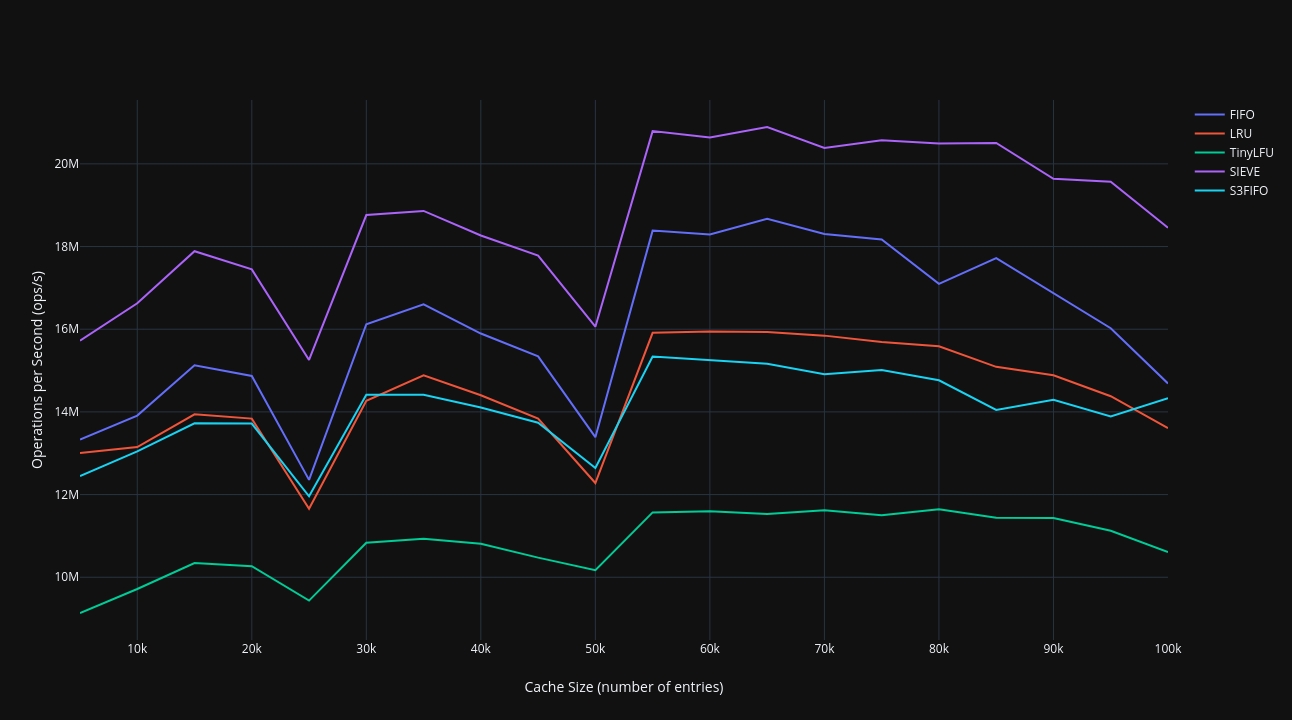 FIFO
LRU
TinyLFU
SIEVE
S3FIFO
20M
18M
16M
14M
12M
10M
Operations per Second (ops/s)
10k
20k
30k
40k
50k
60k
70k
80k
90k
100k
Cache Size (number of entries)